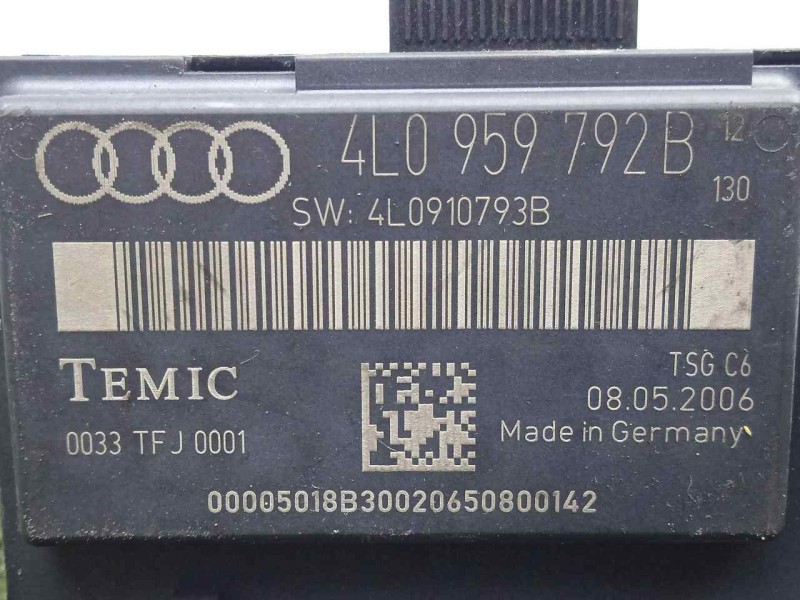 4L0 959 792 B 12
130
SW: 4L0910793B
TEMIC
TSG C6
08.05.2006
0033 TFJ 0001
Made in Germany
00005018B30020650800142